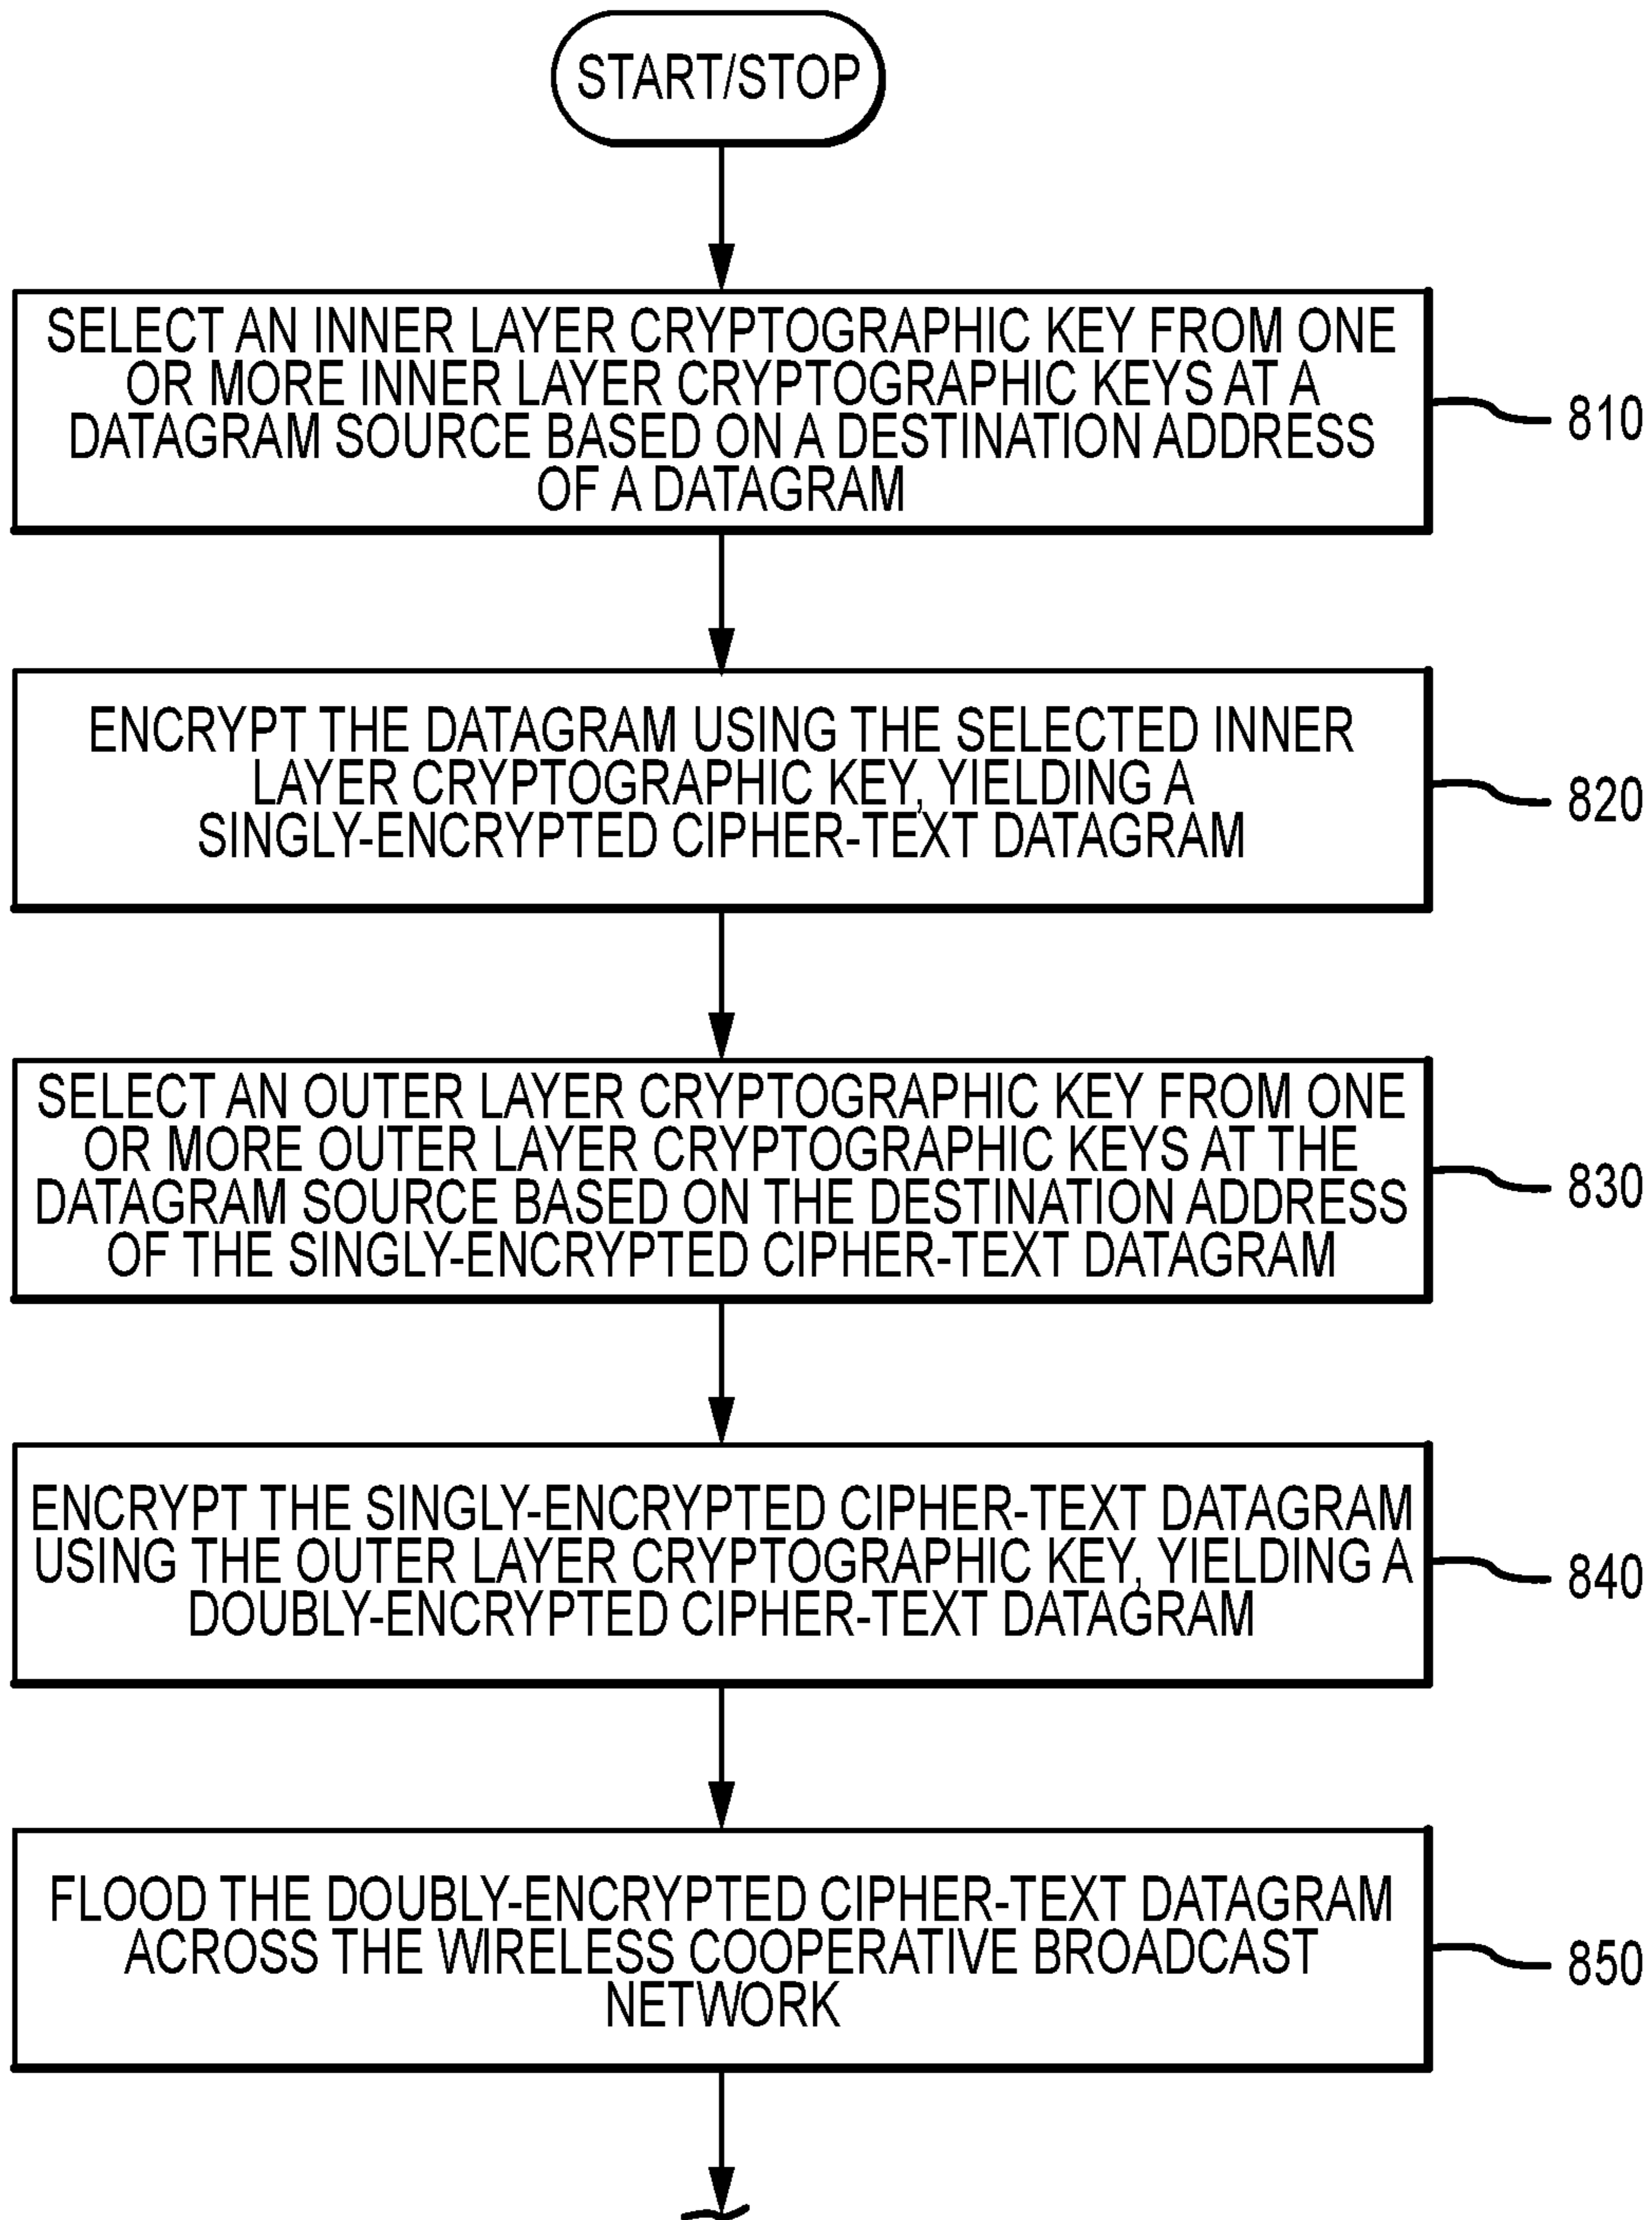 START/STOP
SELECT AN INNER LAYER CRYPTOGRAPHIC KEY FROM ONE
OR MORE INNER LAYER CRYPTOGRAPHIC KEYS AT A
DATAGRAM SOURCE BASED ON A DESTINATION ADDRESS
OF A DATAGRAM
810
ENCRYPT THE DATAGRAM USING THE SELECTED INNER
LAYER CRYPTOGRAPHIC KEY, YIELDING A
SINGLY-ENCRYPTED CIPHER-TEXT DATAGRAM
820
SELECT AN OUTER LAYER CRYPTOGRAPHIC KEY FROM ONE
OR MORE OUTER LAYER CRYPTOGRAPHIC KEYS AT THE
DATAGRAM SOURCE BASED ON THE DESTINATION ADDRESS
OF THE SINGLY-ENCRYPTED CIPHER-TEXT DATAGRAM
830
ENCRYPT THE SINGLY-ENCRYPTED CIPHER-TEXT DATAGRAM
USING THE OUTER LAYER CRYPTOGRAPHIC KEY, YIELDING A
DOUBLY-ENCRYPTED CIPHER-TEXT DATAGRAM
840
FLOOD THE DOUBLY-ENCRYPTED CIPHER-TEXT DATAGRAM
ACROSS THE WIRELESS COOPERATIVE BROADCAST
NETWORK
850